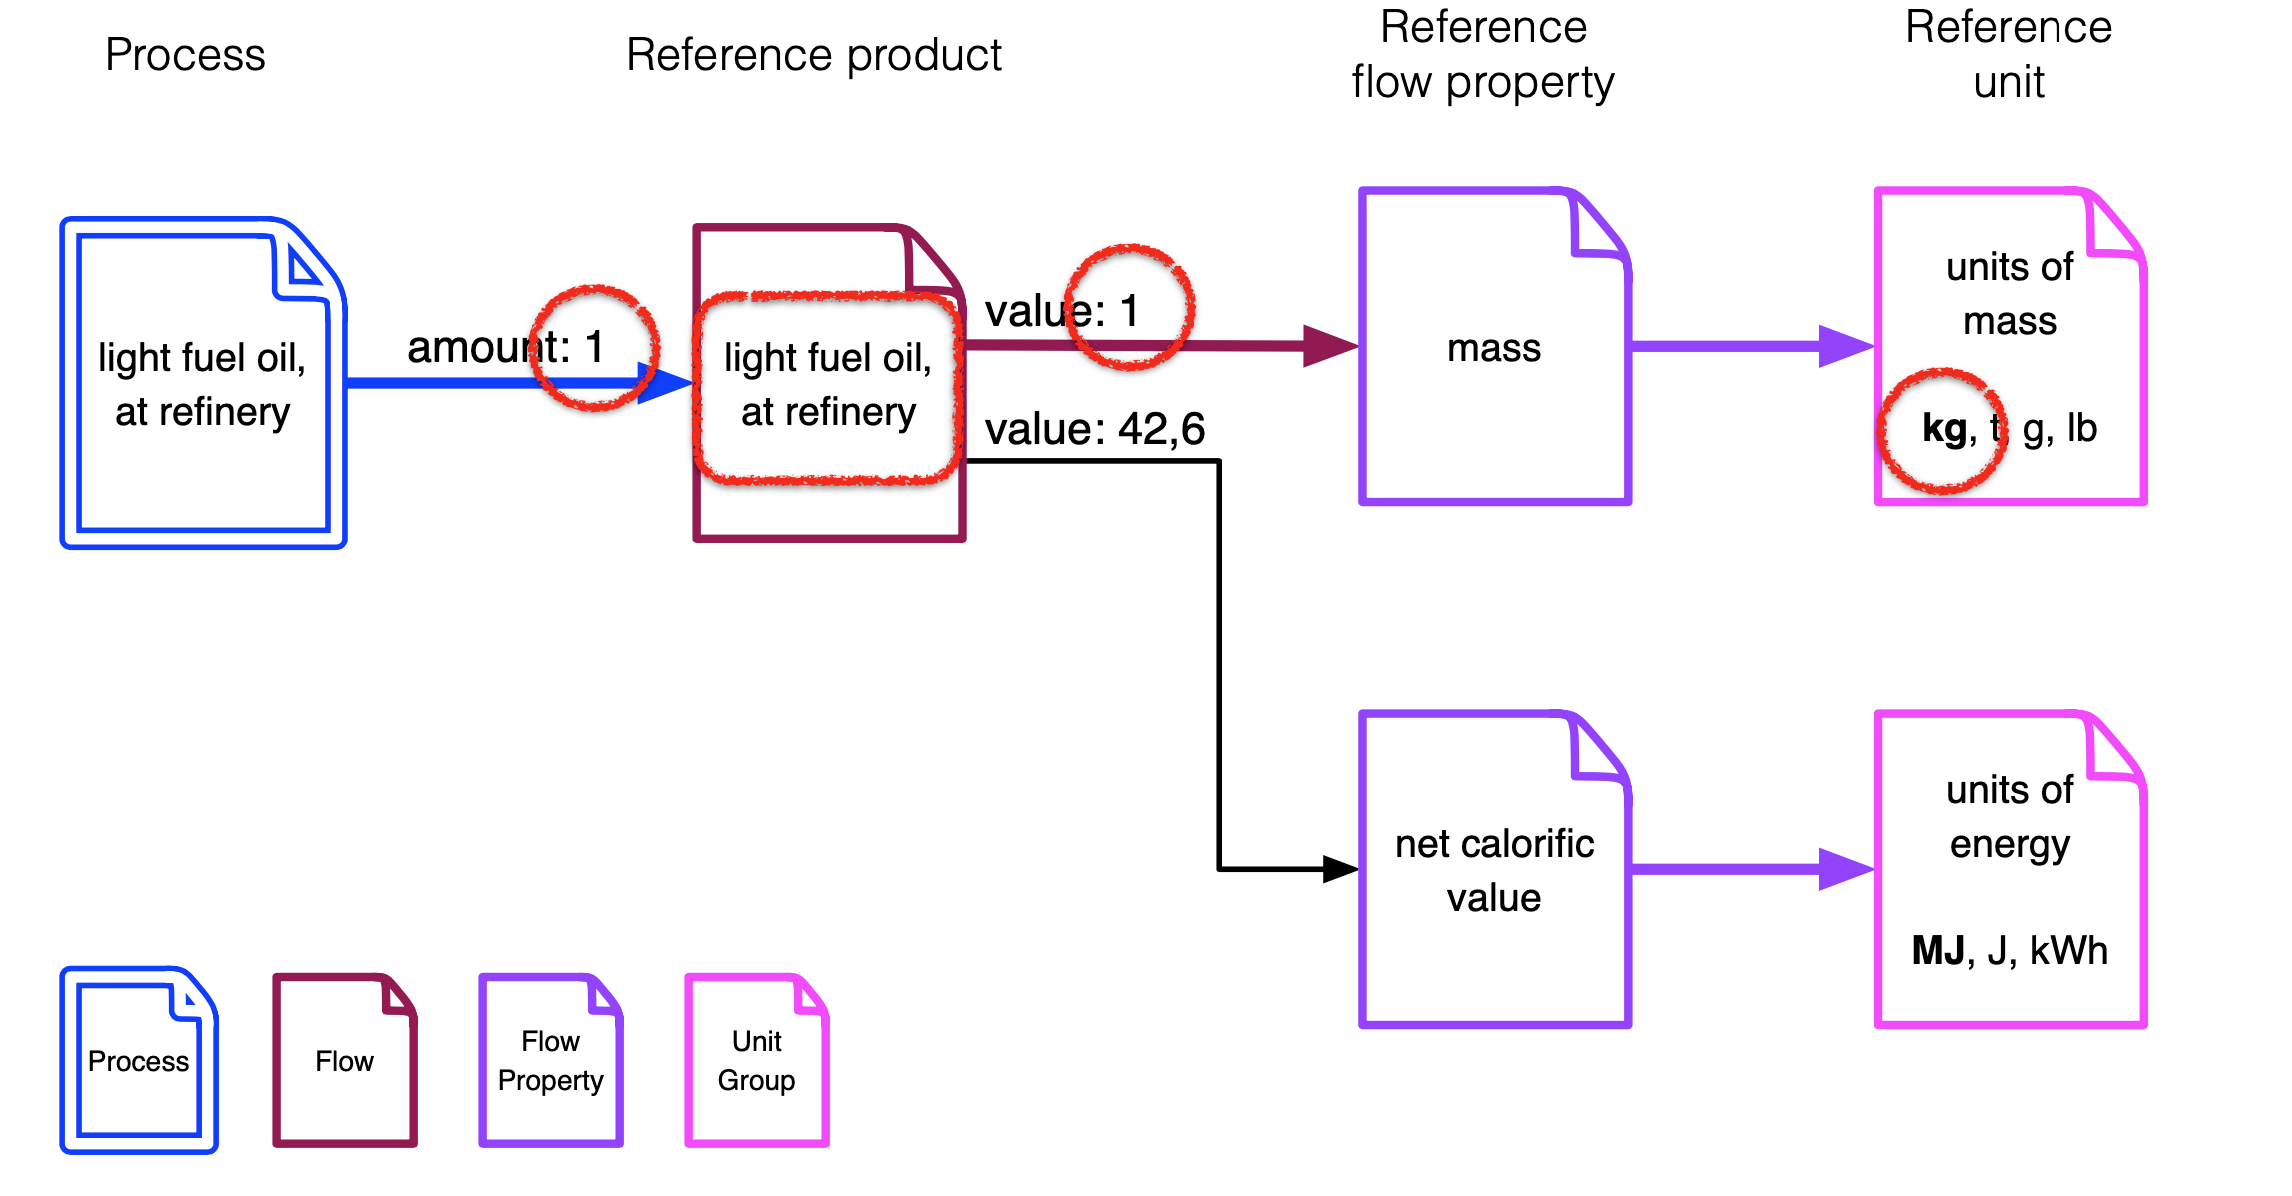 Process
Reference product
Reference
flow property
Reference
unit
light fuel oil,
at refinery
amount: 1
light fuel oil,
at refinery
value: 1
value: 42,6
mass
units of
mass
kg, t, g, lb
net calorific
value
units of
energy
MJ, J, kWh
Process
Flow
Flow
Property
Unit
Group